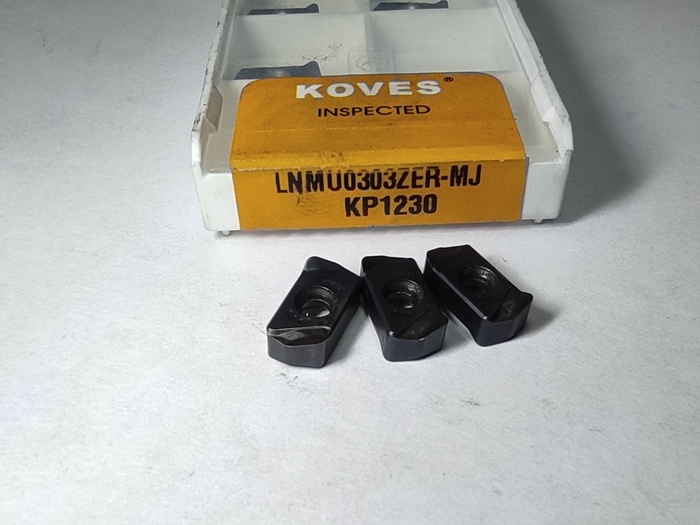 KOVES®
INSPECTED
LNMU0303ZER-MJ
KP1230